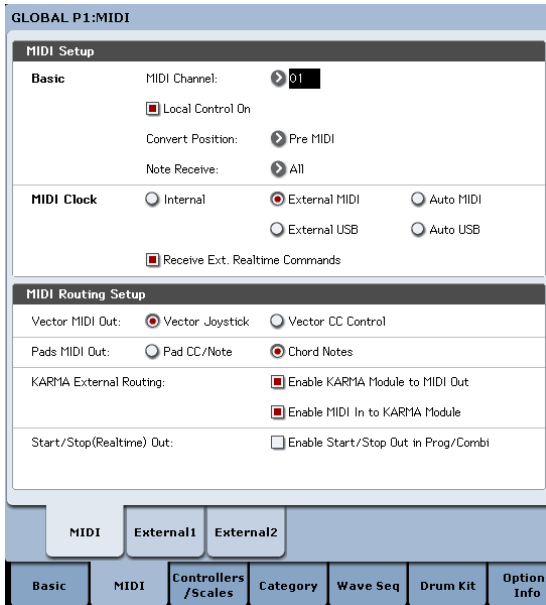 GLOBAL P1:MIDI
MIDI Setup
Basic MIDI Channel: 01
Local Control On
Convert Position: Pre MIDI
Note Receive: All
MIDI Clock Internal External MIDI Auto MIDI
External USB Auto USB
Receive Ext. Realtime Commands
MIDI Routing Setup
Vector MIDI Out: Vector Joystick Vector CC Control
Pads MIDI Out: Pad CC/Note Chord Notes
KARMA External Routing: Enable KARMA Module to MIDI Out
Enable MIDI In to KARMA Module
Start/Stop(Realtime) Out: Enable Start/Stop Out in Prog/Combi
MIDI External1 External2
Basic MIDI Controllers /Scales Category Wave Seq Drum Kit Option Info